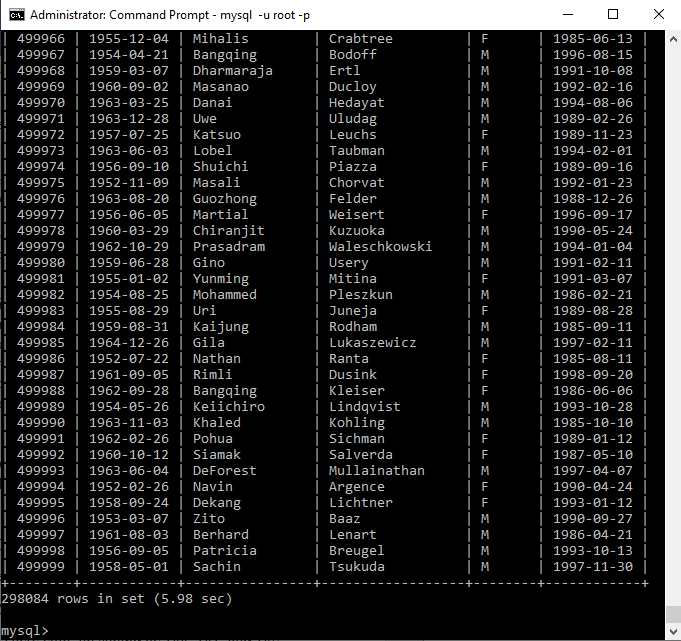 Administrator: Command Prompt - mysql -u root -p
| 499966 | 1955-12-04 | Mihalis | Crabtree | F | 1985-06-13 |
| 499967 | 1954-04-21 | Bangqing | Bodoff | M | 1996-08-15 |
| 499968 | 1959-03-07 | Dharmaraja | Ertl | M | 1991-10-08 |
| 499969 | 1960-09-02 | Masanao | Ducloy | M | 1992-02-16 |
| 499970 | 1963-03-25 | Danai | Hedayat | M | 1994-08-06 |
| 499971 | 1963-12-28 | Uwe | Uludag | M | 1989-02-26 |
| 499972 | 1957-07-25 | Katsuo | Leuchs | F | 1989-11-23 |
| 499973 | 1963-06-03 | Lobel | Taubman | M | 1994-02-01 |
| 499974 | 1956-09-10 | Shuichi | Piazza | F | 1989-09-16 |
| 499975 | 1952-11-09 | Masali | Chorvat | M | 1992-01-23 |
| 499976 | 1963-08-20 | Guozhong | Felder | M | 1988-12-26 |
| 499977 | 1956-06-05 | Martial | Weisert | F | 1996-09-17 |
| 499978 | 1960-03-29 | Chiranjit | Kuzuoka | M | 1990-05-24 |
| 499979 | 1962-10-29 | Prasadram | Waleschkowski | M | 1994-01-04 |
| 499980 | 1959-06-28 | Gino | Usery | M | 1991-02-11 |
| 499981 | 1955-01-02 | Yunming | Mitina | F | 1991-03-07 |
| 499982 | 1954-08-25 | Mohammed | Pleszkun | M | 1986-02-21 |
| 499983 | 1955-08-29 | Uri | Juneja | F | 1989-08-28 |
| 499984 | 1959-08-31 | Kaijung | Rodham | M | 1985-09-11 |
| 499985 | 1964-12-26 | Gila | Lukaszewicz | M | 1997-02-11 |
| 499986 | 1952-07-22 | Nathan | Ranta | F | 1985-08-11 |
| 499987 | 1961-09-05 | Rimli | Dusink | F | 1998-09-20 |
| 499988 | 1962-09-28 | Bangqing | Kleiser | F | 1986-06-06 |
| 499989 | 1954-05-26 | Keiichiro | Lindqvist | M | 1993-10-28 |
| 499990 | 1963-11-03 | Khaled | Kohling | M | 1985-10-10 |
| 499991 | 1962-02-26 | Pohua | Sichman | F | 1989-01-12 |
| 499992 | 1960-10-12 | Siamak | Salverda | F | 1987-05-10 |
| 499993 | 1963-06-04 | DeForest | Mullainathan | M | 1997-04-07 |
| 499994 | 1952-02-26 | Navin | Argence | F | 1990-04-24 |
| 499995 | 1958-09-24 | Dekang | Lichtner | F | 1993-01-12 |
| 499996 | 1953-03-07 | Zito | Baaz | M | 1990-09-27 |
| 499997 | 1961-08-03 | Berhard | Lenart | M | 1986-04-21 |
| 499998 | 1956-09-05 | Patricia | Breugel | M | 1993-10-13 |
| 499999 | 1958-05-01 | Sachin | Tsukuda | M | 1997-11-30 |
+--------+------------+----------------+------------------+--------+------------+
298084 rows in set (5.98 sec)
mysql>